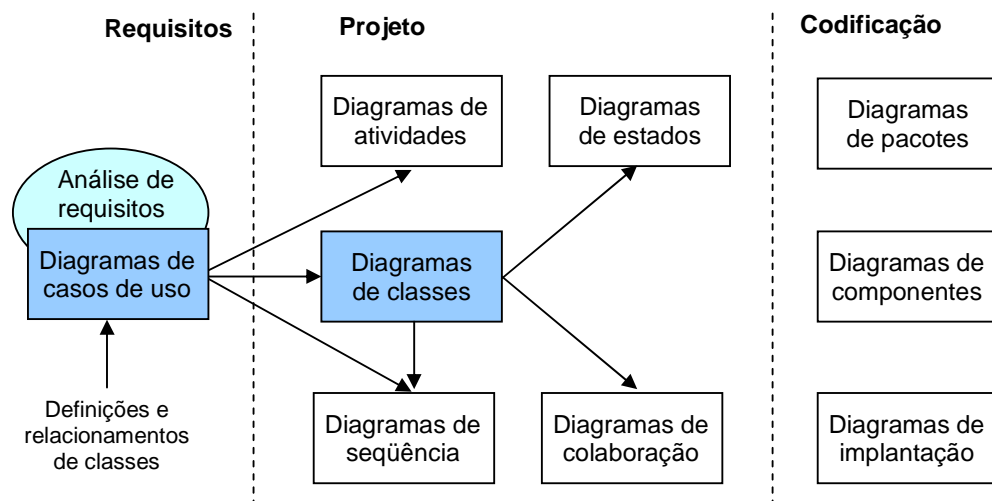 Requisitos
Projeto
Codificação
Diagramas de
atividades
Diagramas
de estados
Diagramas
de pacotes
Análise de
requisitos
Diagramas de
casos de uso
Diagramas
de classes
Diagramas de
componentes
Definições e
relacionamentos
de classes
Diagramas de
seqüência
Diagramas de
colaboração
Diagramas de
implantação